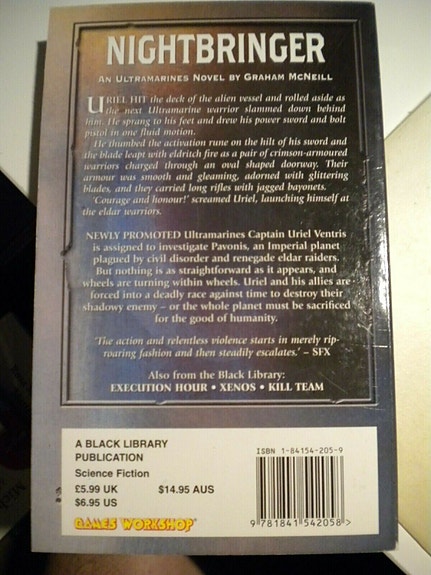 NIGHTBRINGER
AN ULTRAMARINES NOVEL BY GRAHAM MCNEILL
URIEL HIT the deck of the alien vessel and rolled aside as
the next Ultramarine warrior slammed down behind
him. He sprang to his feet and drew his power sword and bolt
pistol in one fluid motion.
He thumbed the activation rune on the hilt of his sword and
the blade leapt with eldritch fire as a pair of crimson-armoured
warriors charged through an oval shaped doorway. Their
armour was smooth and gleaming, adorned with glittering
blades, and they carried long rifles with jagged bayonets.
'Courage and honour!' screamed Uriel, launching himself at
the eldar warriors.
NEWLY PROMOTED Ultramarines Captain Uriel Ventris
is assigned to investigate Pavonis, an Imperial planet
plagued by civil disorder and renegade eldar raiders.
But nothing is as straightforward as it appears, and
wheels are turning within wheels. Uriel and his allies are
forced into a deadly race against time to destroy their
shadowy enemy – or the whole planet must be sacrificed
for the good of humanity.
'The action and relentless violence starts in merely rip-
roaring fashion and then steadily escalates.' – SFX
Also from the Black Library:
EXECUTION HOUR • XENOS • KILL TEAM
A BLACK LIBRARY
PUBLICATION
Science Fiction
£5.99 UK $14.95 AUS
$6.95 US
GAMES WORKSHOP
ISBN 1-84154-205-9
9 781841 542058 >